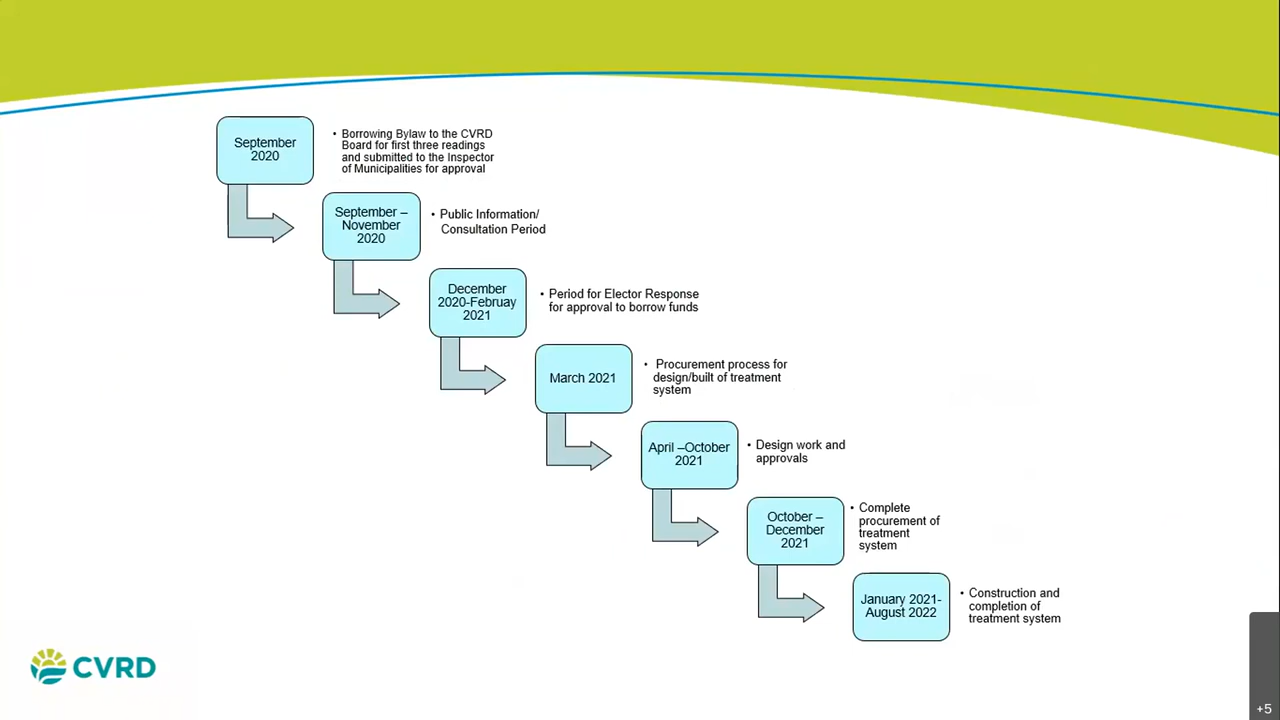 September
2020
• Borrowing Bylaw to the CVRD
Board for first three readings
and submitted to the Inspector
of Municipalities for approval
September –
November
2020
• Public Information/
Consultation Period
December
2020-Februay
2021
• Period for Elector Response
for approval to borrow funds
March 2021
• Procurement process for
design/built of treatment
system
April –October
2021
• Design work and
approvals
October –
December
2021
• Complete
procurement of
treatment
system
January 2021-
August 2022
• Construction and
completion of
treatment system
CVRD
+5